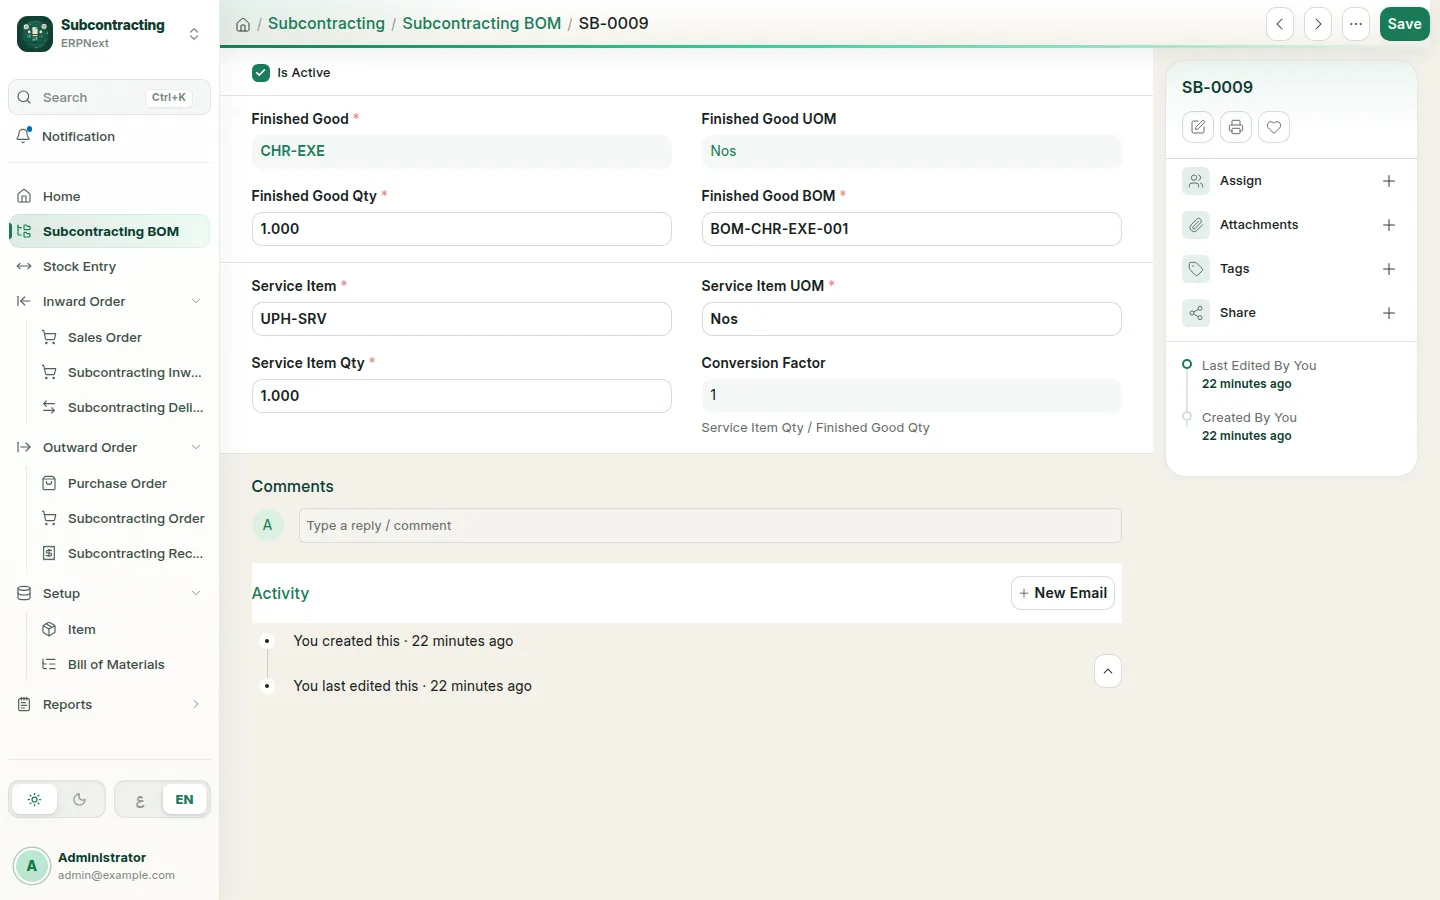 Subcontracting
ERPNext
Search Ctrl+K
Notification
Home
Subcontracting BOM
Stock Entry
Inward Order
Sales Order
Subcontracting Inw...
Subcontracting Deli...
Outward Order
Purchase Order
Subcontracting Order
Subcontracting Rec...
Setup
Item
Bill of Materials
Reports
ع EN
A
Administrator
admin@example.com
/ Subcontracting / Subcontracting BOM / SB-0009
Save
Is Active
Finished Good *
CHR-EXE
Finished Good UOM
Nos
Finished Good Qty *
1.000
Finished Good BOM *
BOM-CHR-EXE-001
Service Item *
UPH-SRV
Service Item UOM *
Nos
Service Item Qty *
1.000
Conversion Factor
1
Service Item Qty / Finished Good Qty
Comments
A
Type a reply / comment
Activity
+ New Email
You created this · 22 minutes ago
You last edited this · 22 minutes ago
SB-0009
Assign
Attachments
Tags
Share
Last Edited By You
22 minutes ago
Created By You
22 minutes ago